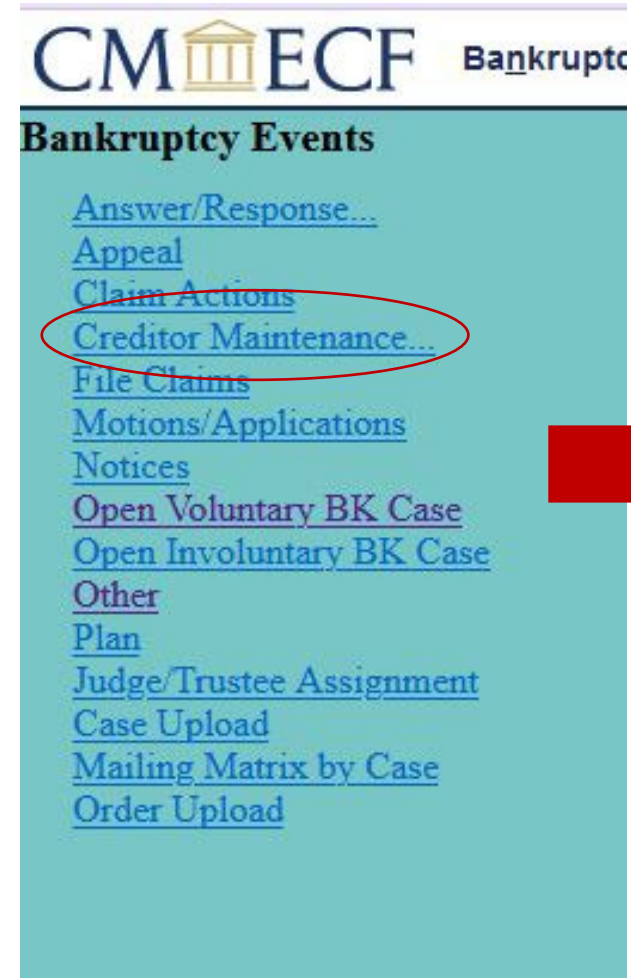 CM ECF Bankruptc
Bankruptcy Events
Answer/Response...
Appeal
Claim Actions
Creditor Maintenance...
File Claims
Motions/Applications
Notices
Open Voluntary BK Case
Open Involuntary BK Case
Other
Plan
Judge/Trustee Assignment
Case Upload
Mailing Matrix by Case
Order Upload